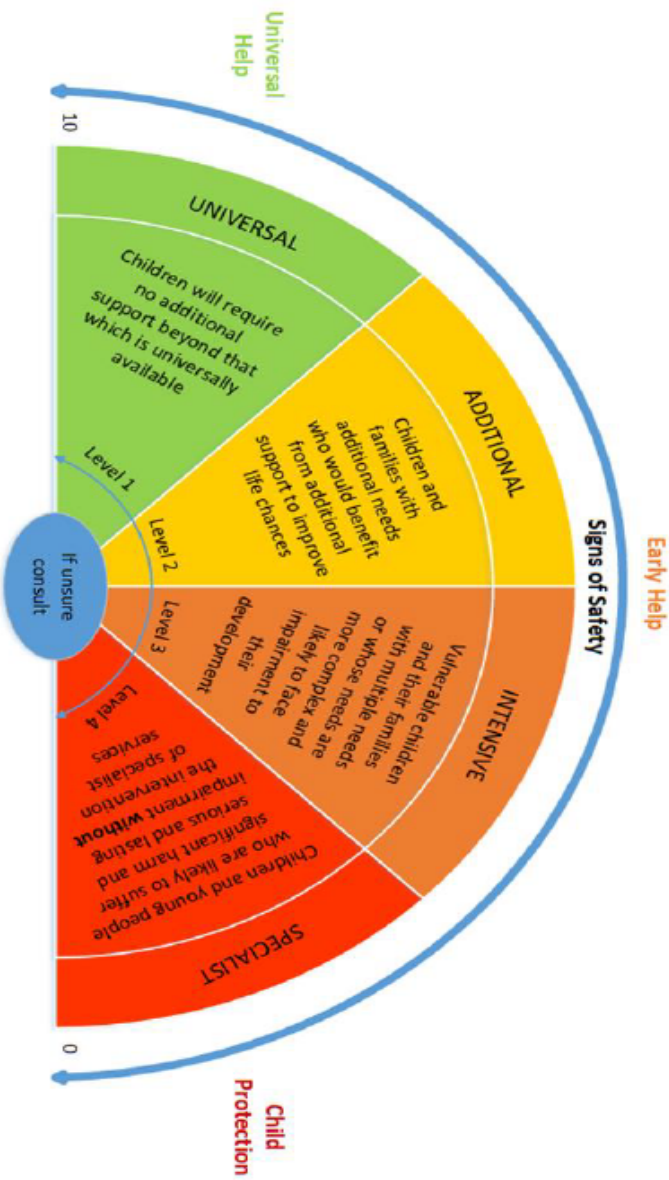 Early Help
Signs of Safety
Universal
Help
10
UNIVERSAL
Children will require
no additional
support beyond that
which is universally
available
Level 1
ADDITIONAL
Children and
families with
additional needs
who would benefit
from additional
support to improve
life chances
Level 2
INTENSIVE
Vulnerable children
and their families
with multiple needs
or whose needs are
more complex and
likely to face
impairment to
their
development
Level 3
SPECIALIST
Children and young people
who are likely to suffer
significant harm and
serious and lasting
impairment without
the intervention
of specialist
services
Level 4
0
Child
Protection
If unsure
consult